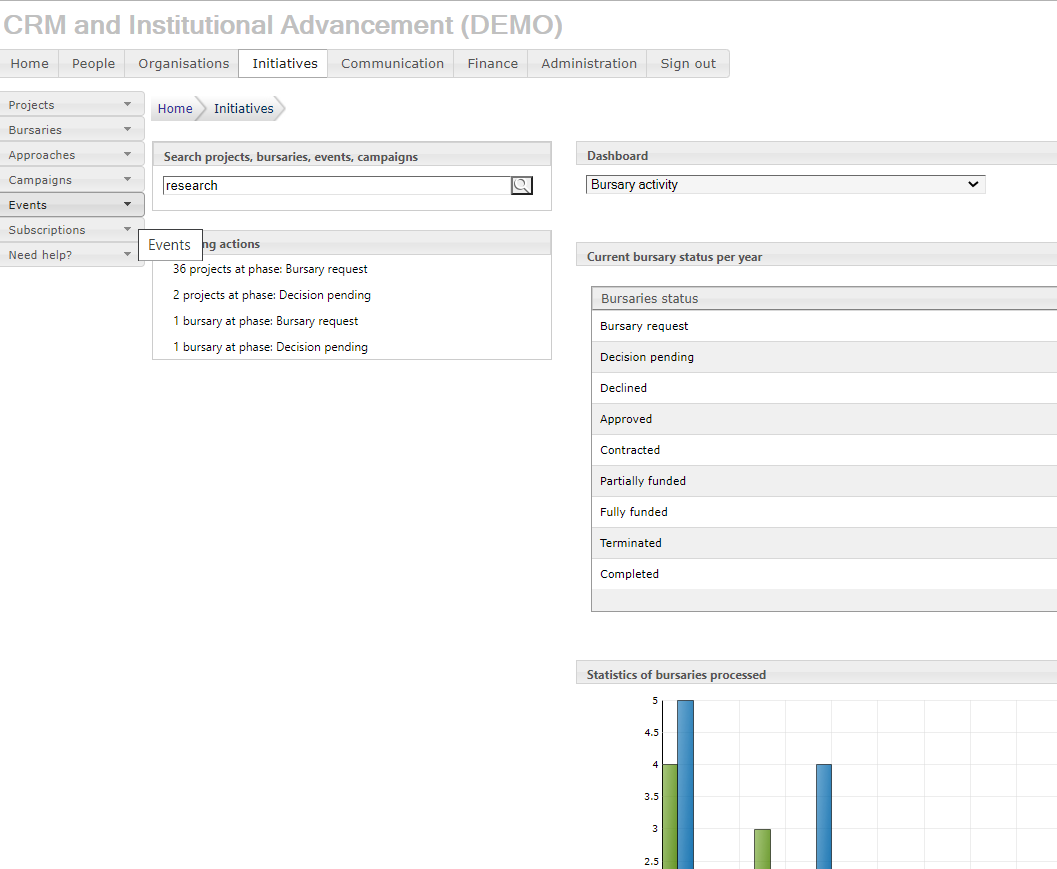 CRM and Institutional Advancement (DEMO)
Home People Organisations Initiatives Communication Finance Administration Sign out
Projects
Bursaries
Approaches
Campaigns
Events
Subscriptions
Need help?
Events
Home Initiatives
Search projects, bursaries, events, campaigns
research
actions
36 projects at phase: Bursary request
2 projects at phase: Decision pending
1 bursary at phase: Bursary request
1 bursary at phase: Decision pending
Dashboard
Bursary activity
Current bursary status per year
Bursaries status
Bursary request
Decision pending
Declined
Approved
Contracted
Partially funded
Fully funded
Terminated
Completed
Statistics of bursaries processed
5
4.5
4
3.5
3
2.5